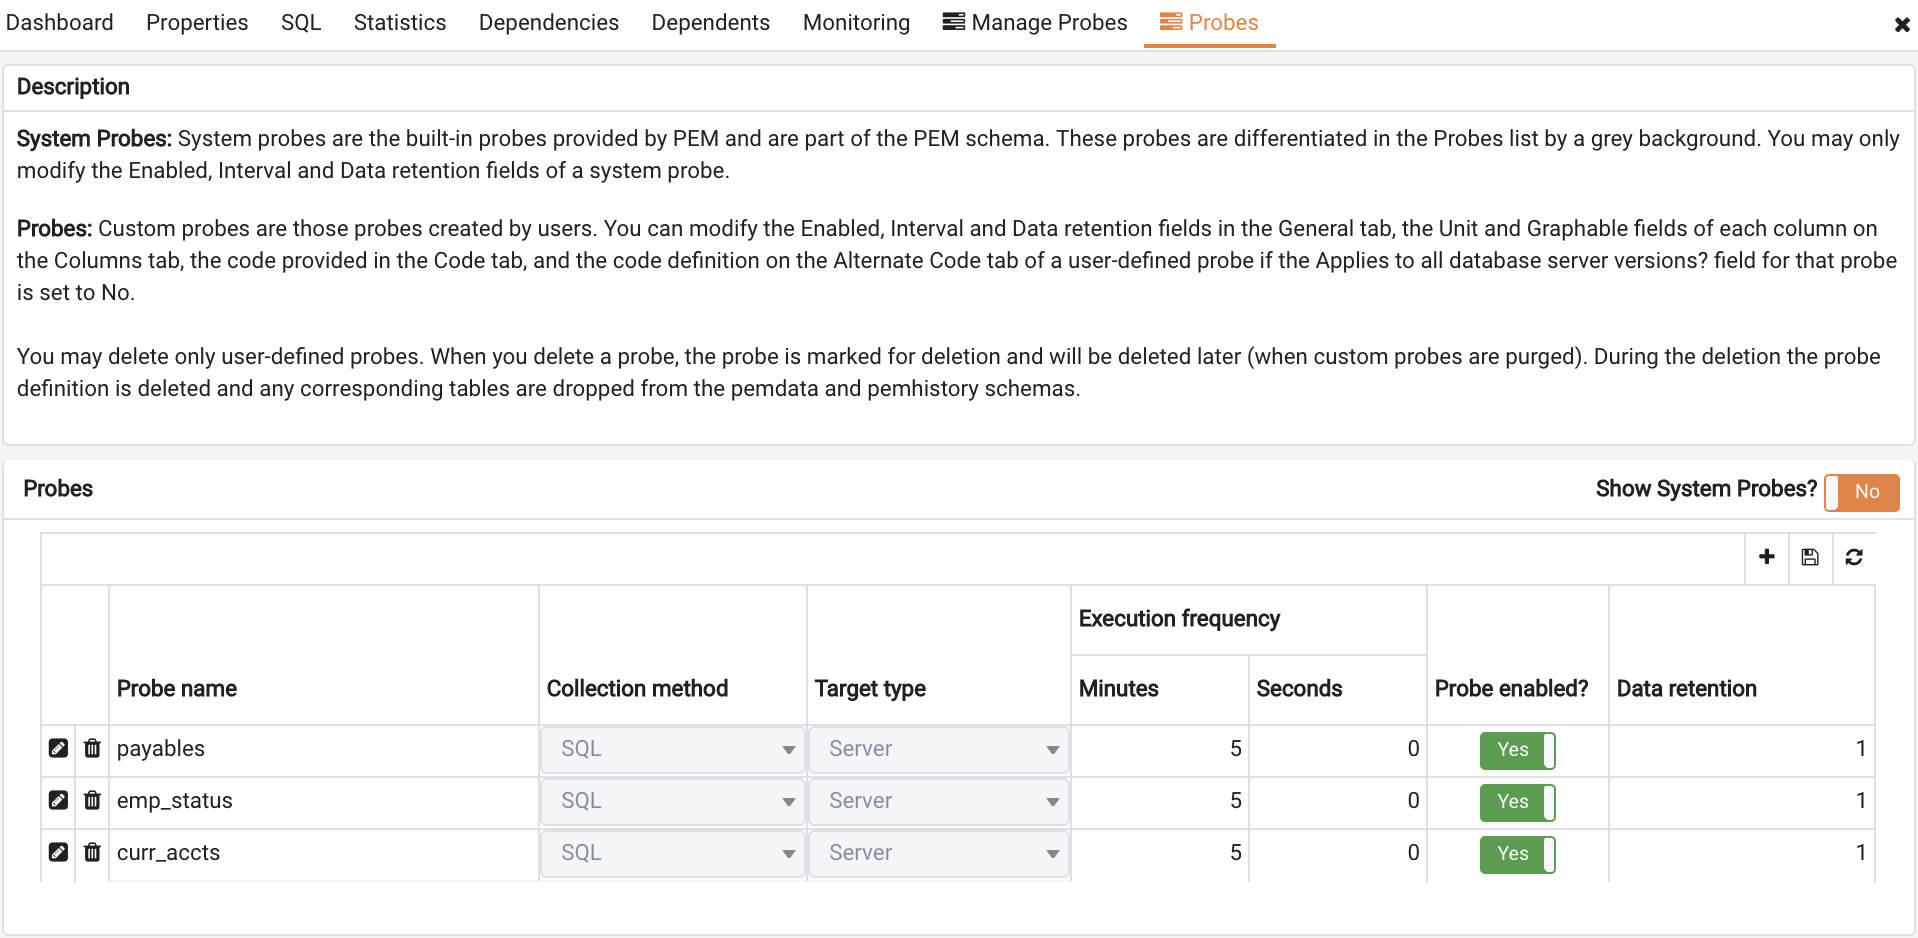 Dashboard Properties SQL Statistics Dependencies Dependents Monitoring Manage Probes Probes
Description
System Probes: System probes are the built-in probes provided by PEM and are part of the PEM schema. These probes are differentiated in the Probes list by a grey background. You may only
modify the Enabled, Interval and Data retention fields of a system probe.
Probes: Custom probes are those probes created by users. You can modify the Enabled, Interval and Data retention fields in the General tab, the Unit and Graphable fields of each column on
the Columns tab, the code provided in the Code tab, and the code definition on the Alternate Code tab of a user-defined probe if the Applies to all database server versions? field for that probe
is set to No.
You may delete only user-defined probes. When you delete a probe, the probe is marked for deletion and will be deleted later (when custom probes are purged). During the deletion the probe
definition is deleted and any corresponding tables are dropped from the pemdata and pemhistory schemas.
Probes Show System Probes? No
Execution frequency
Probe name Collection method Target type Minutes Seconds Probe enabled? Data retention
payables SQL Server 5 0 Yes 1
emp_status SQL Server 5 0 Yes 1
curr_accts SQL Server 5 0 Yes 1